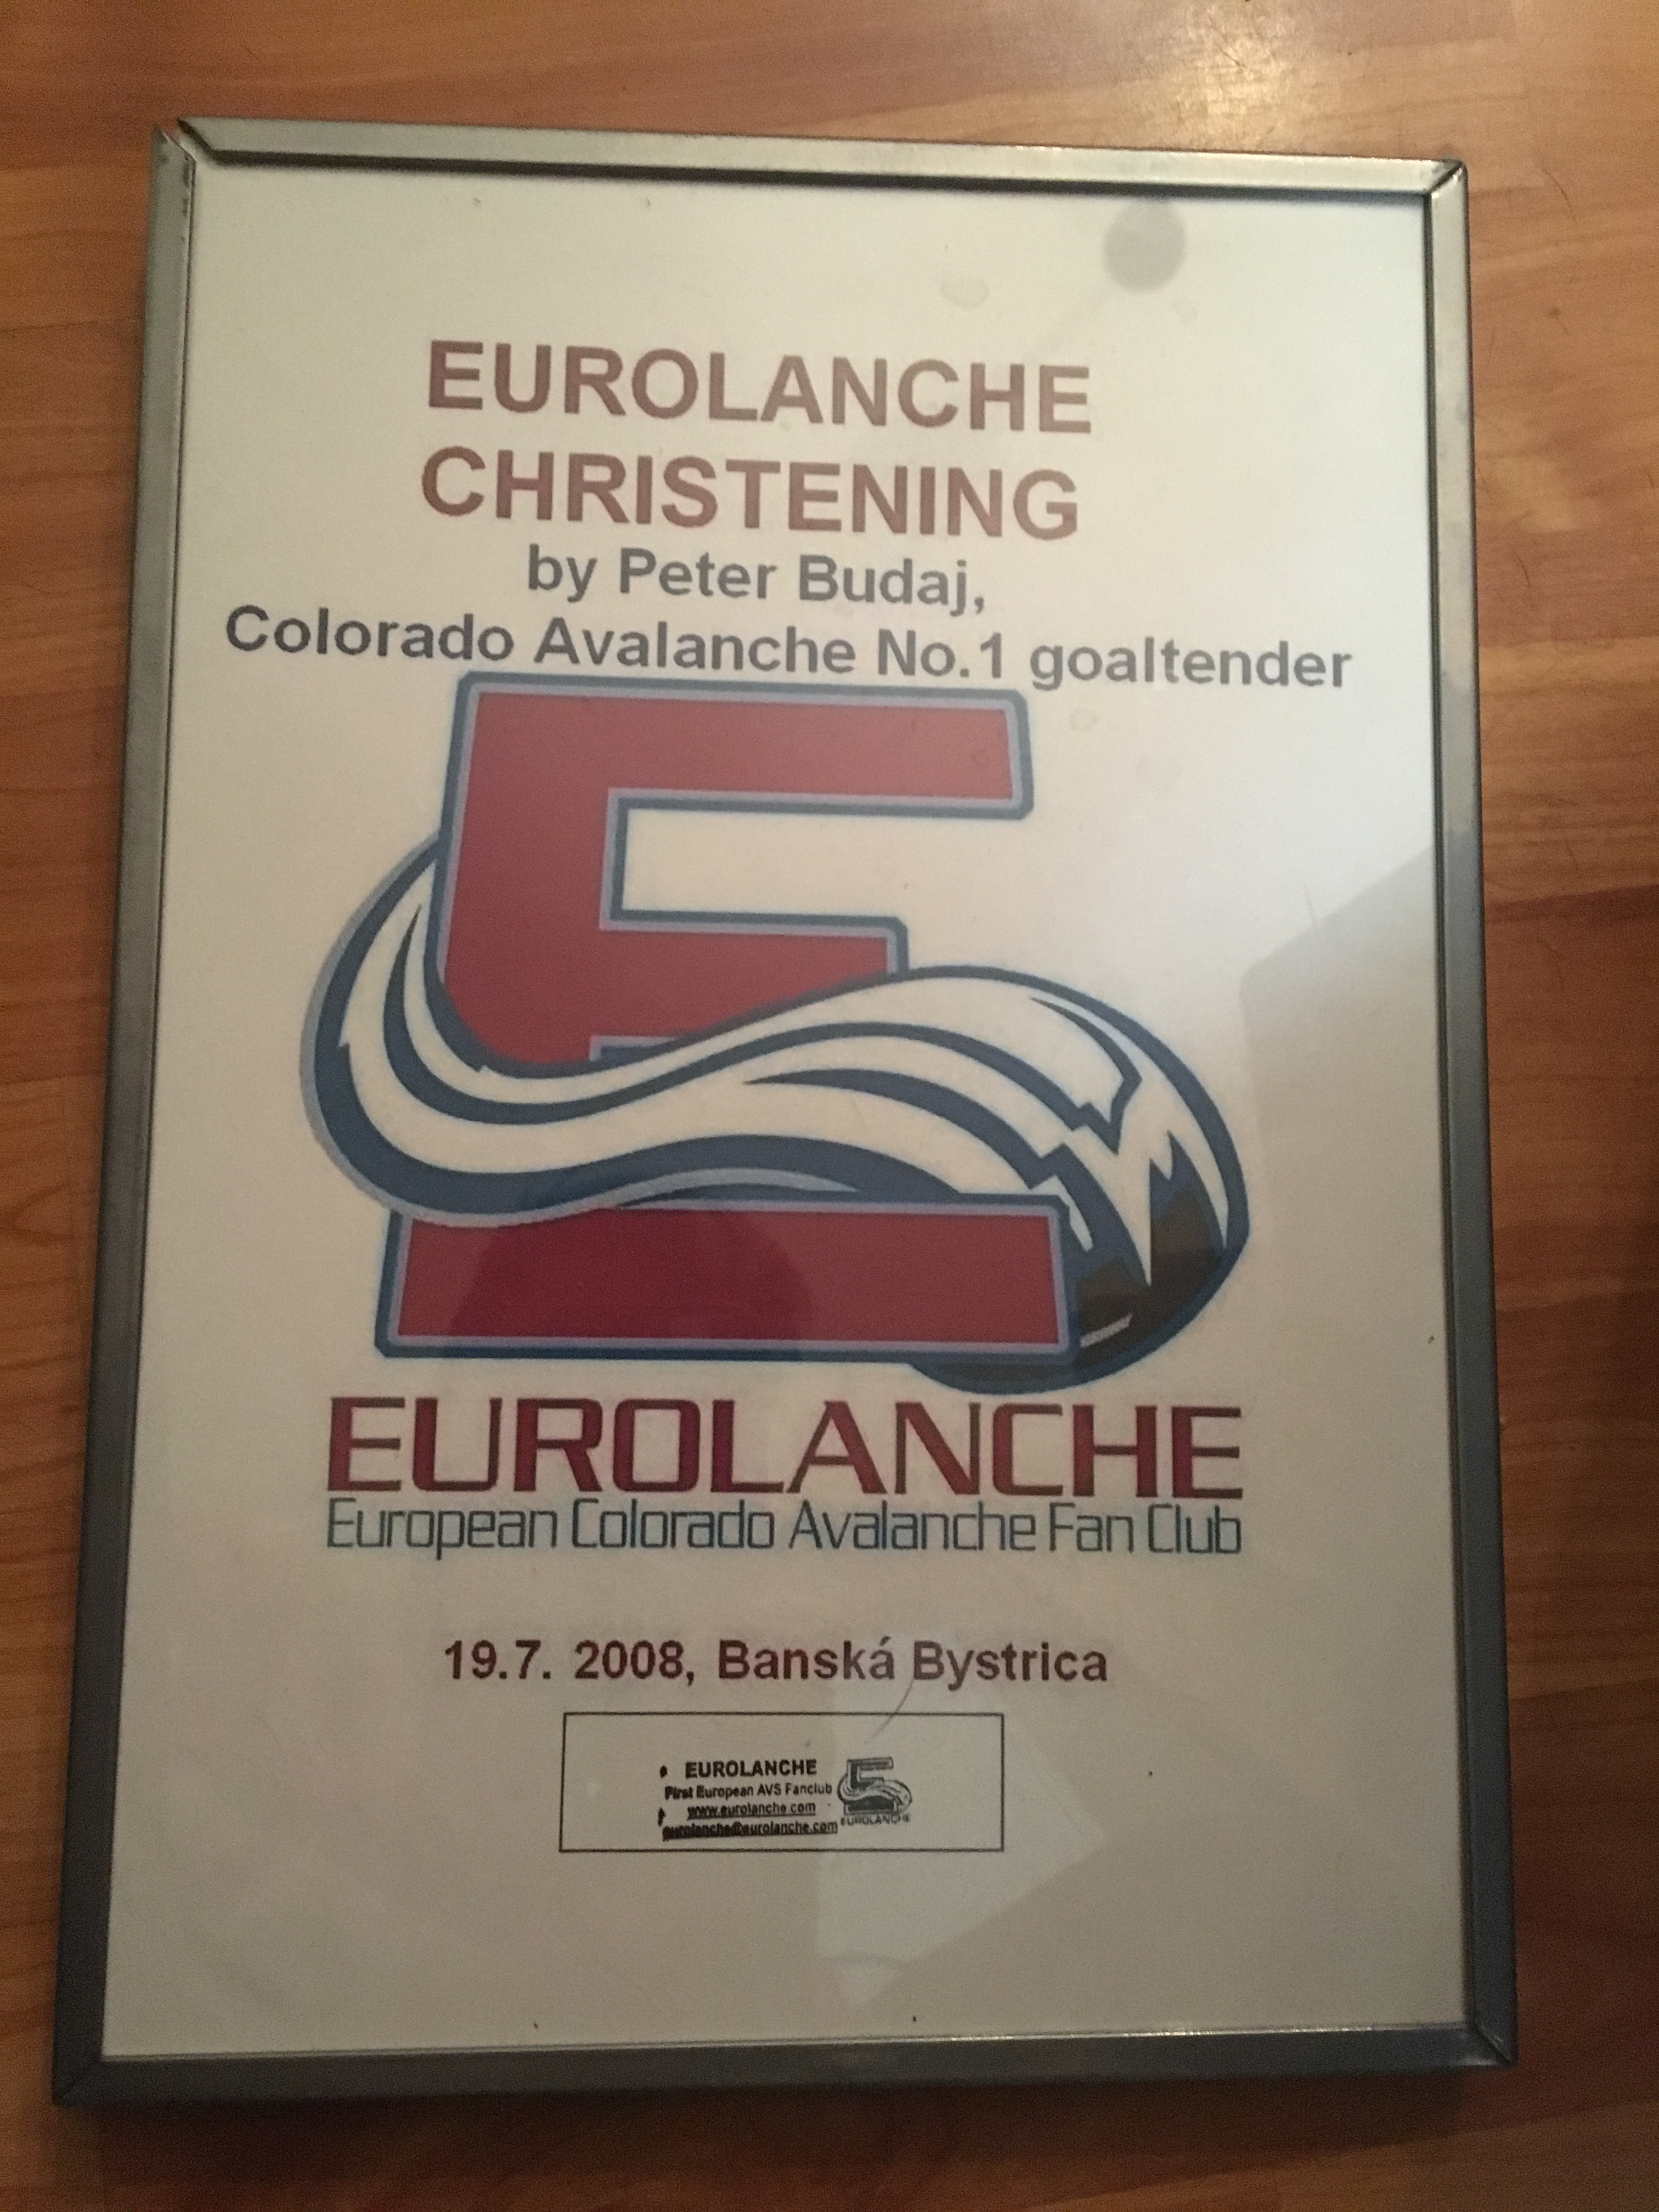 EUROLANCHE
CHRISTENING
by Peter Budaj,
Colorado Avalanche No.1 goaltender
EUROLANCHE
European Colorado Avalanche Fan Club
19.7. 2008, Banská Bystrica
EUROLANCHE
First European AVS Fanclub
www.eurolanche.com
eurolanche@eurolanche.com
EUROLANCHE